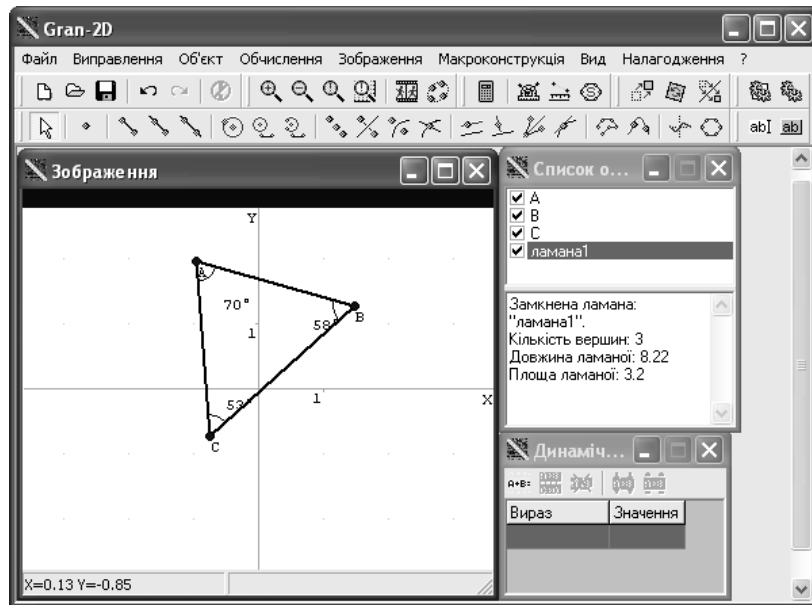 Gran-2D
Файл Виправлення Об'єкт Обчислення Зображення Макроконструкція Вид Налагодження ?
abI abI
Зображення
Y
A
70°
B
58
1
53
1
X
C
X=0.13 Y=-0.85
Список о...
A
B
C
ламана1
Замкнена ламана:
"ламана1".
Кількість вершин: 3
Довжина ламаної: 8.22
Площа ламаної: 3.2
Динаміч...
A+B=
Вираз Значення